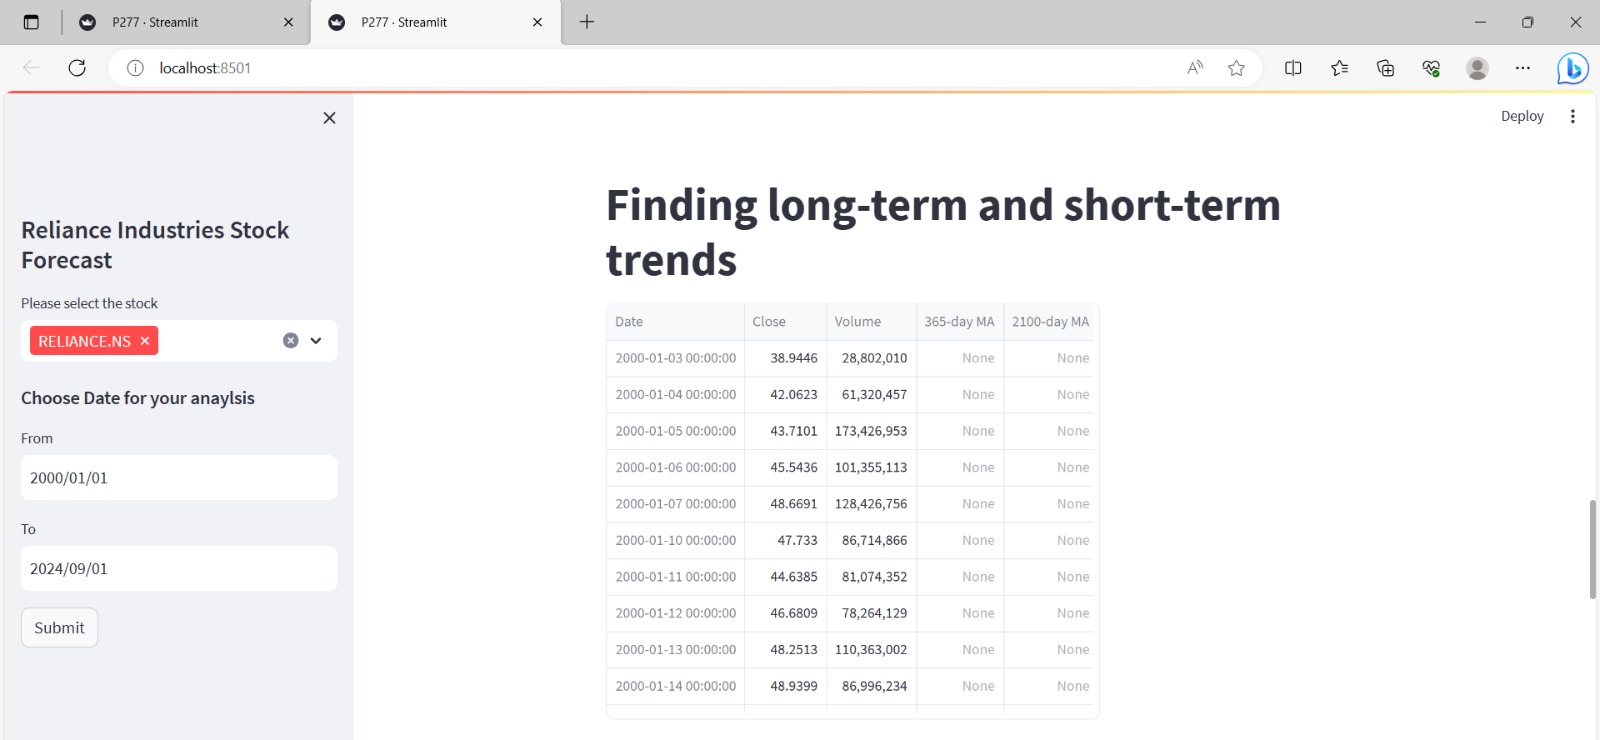 P277 · Streamlit
P277 · Streamlit
localhost:8501
Deploy
Reliance Industries Stock
Forecast
Please select the stock
RELIANCE.NS
Choose Date for your anaylsis
From
2000/01/01
To
2024/09/01
Submit
Finding long-term and short-term
trends
Date Close Volume 365-day MA 2100-day MA
2000-01-03 00:00:00 38.9446 28,802,010 None None
2000-01-04 00:00:00 42.0623 61,320,457 None None
2000-01-05 00:00:00 43.7101 173,426,953 None None
2000-01-06 00:00:00 45.5436 101,355,113 None None
2000-01-07 00:00:00 48.6691 128,426,756 None None
2000-01-10 00:00:00 47.733 86,714,866 None None
2000-01-11 00:00:00 44.6385 81,074,352 None None
2000-01-12 00:00:00 46.6809 78,264,129 None None
2000-01-13 00:00:00 48.2513 110,363,002 None None
2000-01-14 00:00:00 48.9399 86,996,234 None None